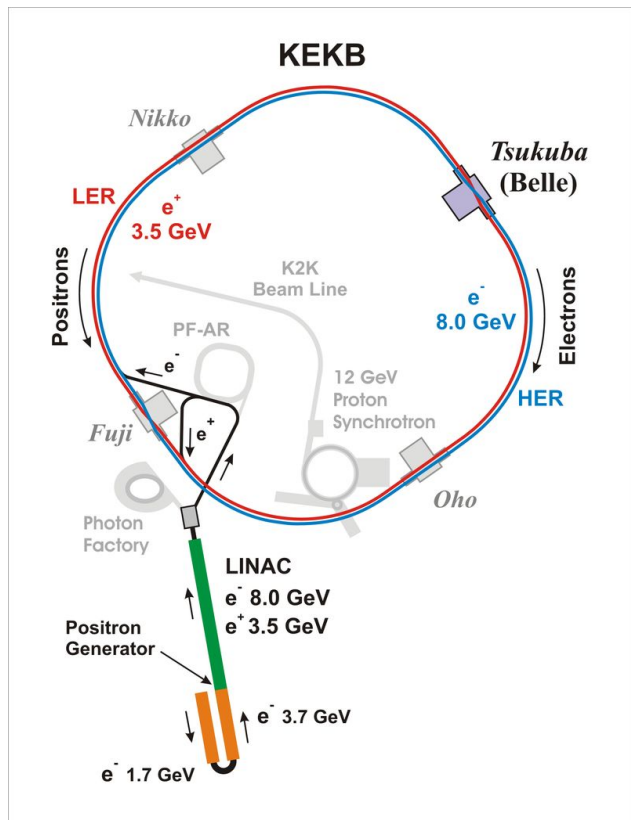 KEKB
Nikko
Tsukuba
(Belle)
LER
e⁺
3.5 GeV
Positrons
K2K
Beam Line
e⁻
8.0 GeV
Electrons
PF-AR
e⁻
12 GeV
Proton
Synchrotron
HER
Fuji
e⁺
Oho
Photon
Factory
LINAC
e⁻ 8.0 GeV
e⁺ 3.5 GeV
Positron
Generator
e⁻ 3.7 GeV
e⁻ 1.7 GeV